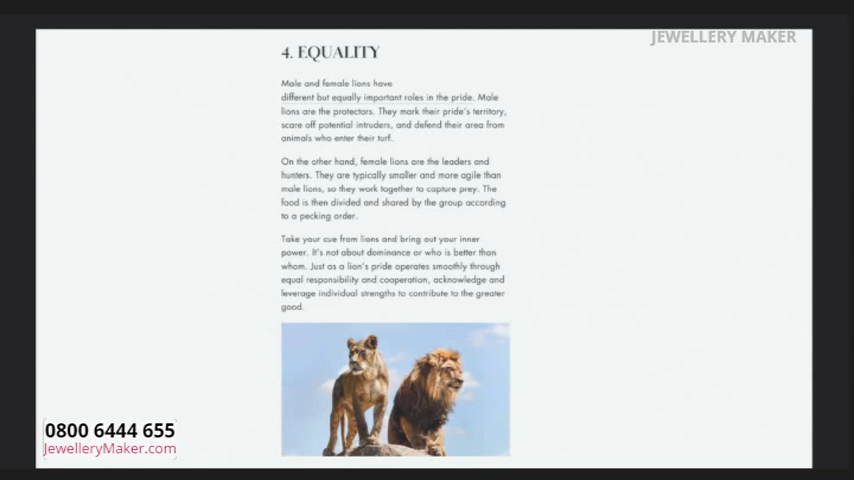 JEWELLERY MAKER
4. EQUALITY
Male and female lions have
different but equally important roles in the pride. Male
lions are the protectors. They mark their pride's territory,
scare off potential intruders, and defend their area from
animals who enter their turf.
On the other hand, female lions are the leaders and
hunters. They are typically smaller and more agile than
male lions, so they work together to capture prey. The
food is then divided and shared by the group according
to a pecking order.
Take your cue from lions and bring out your inner
power. It's not about dominance or who is better than
whom. Just as a lion's pride operates smoothly through
equal responsibility and cooperation, acknowledge and
leverage individual strengths to contribute to the greater
good.
0800 6444 655
JewelleryMaker.com